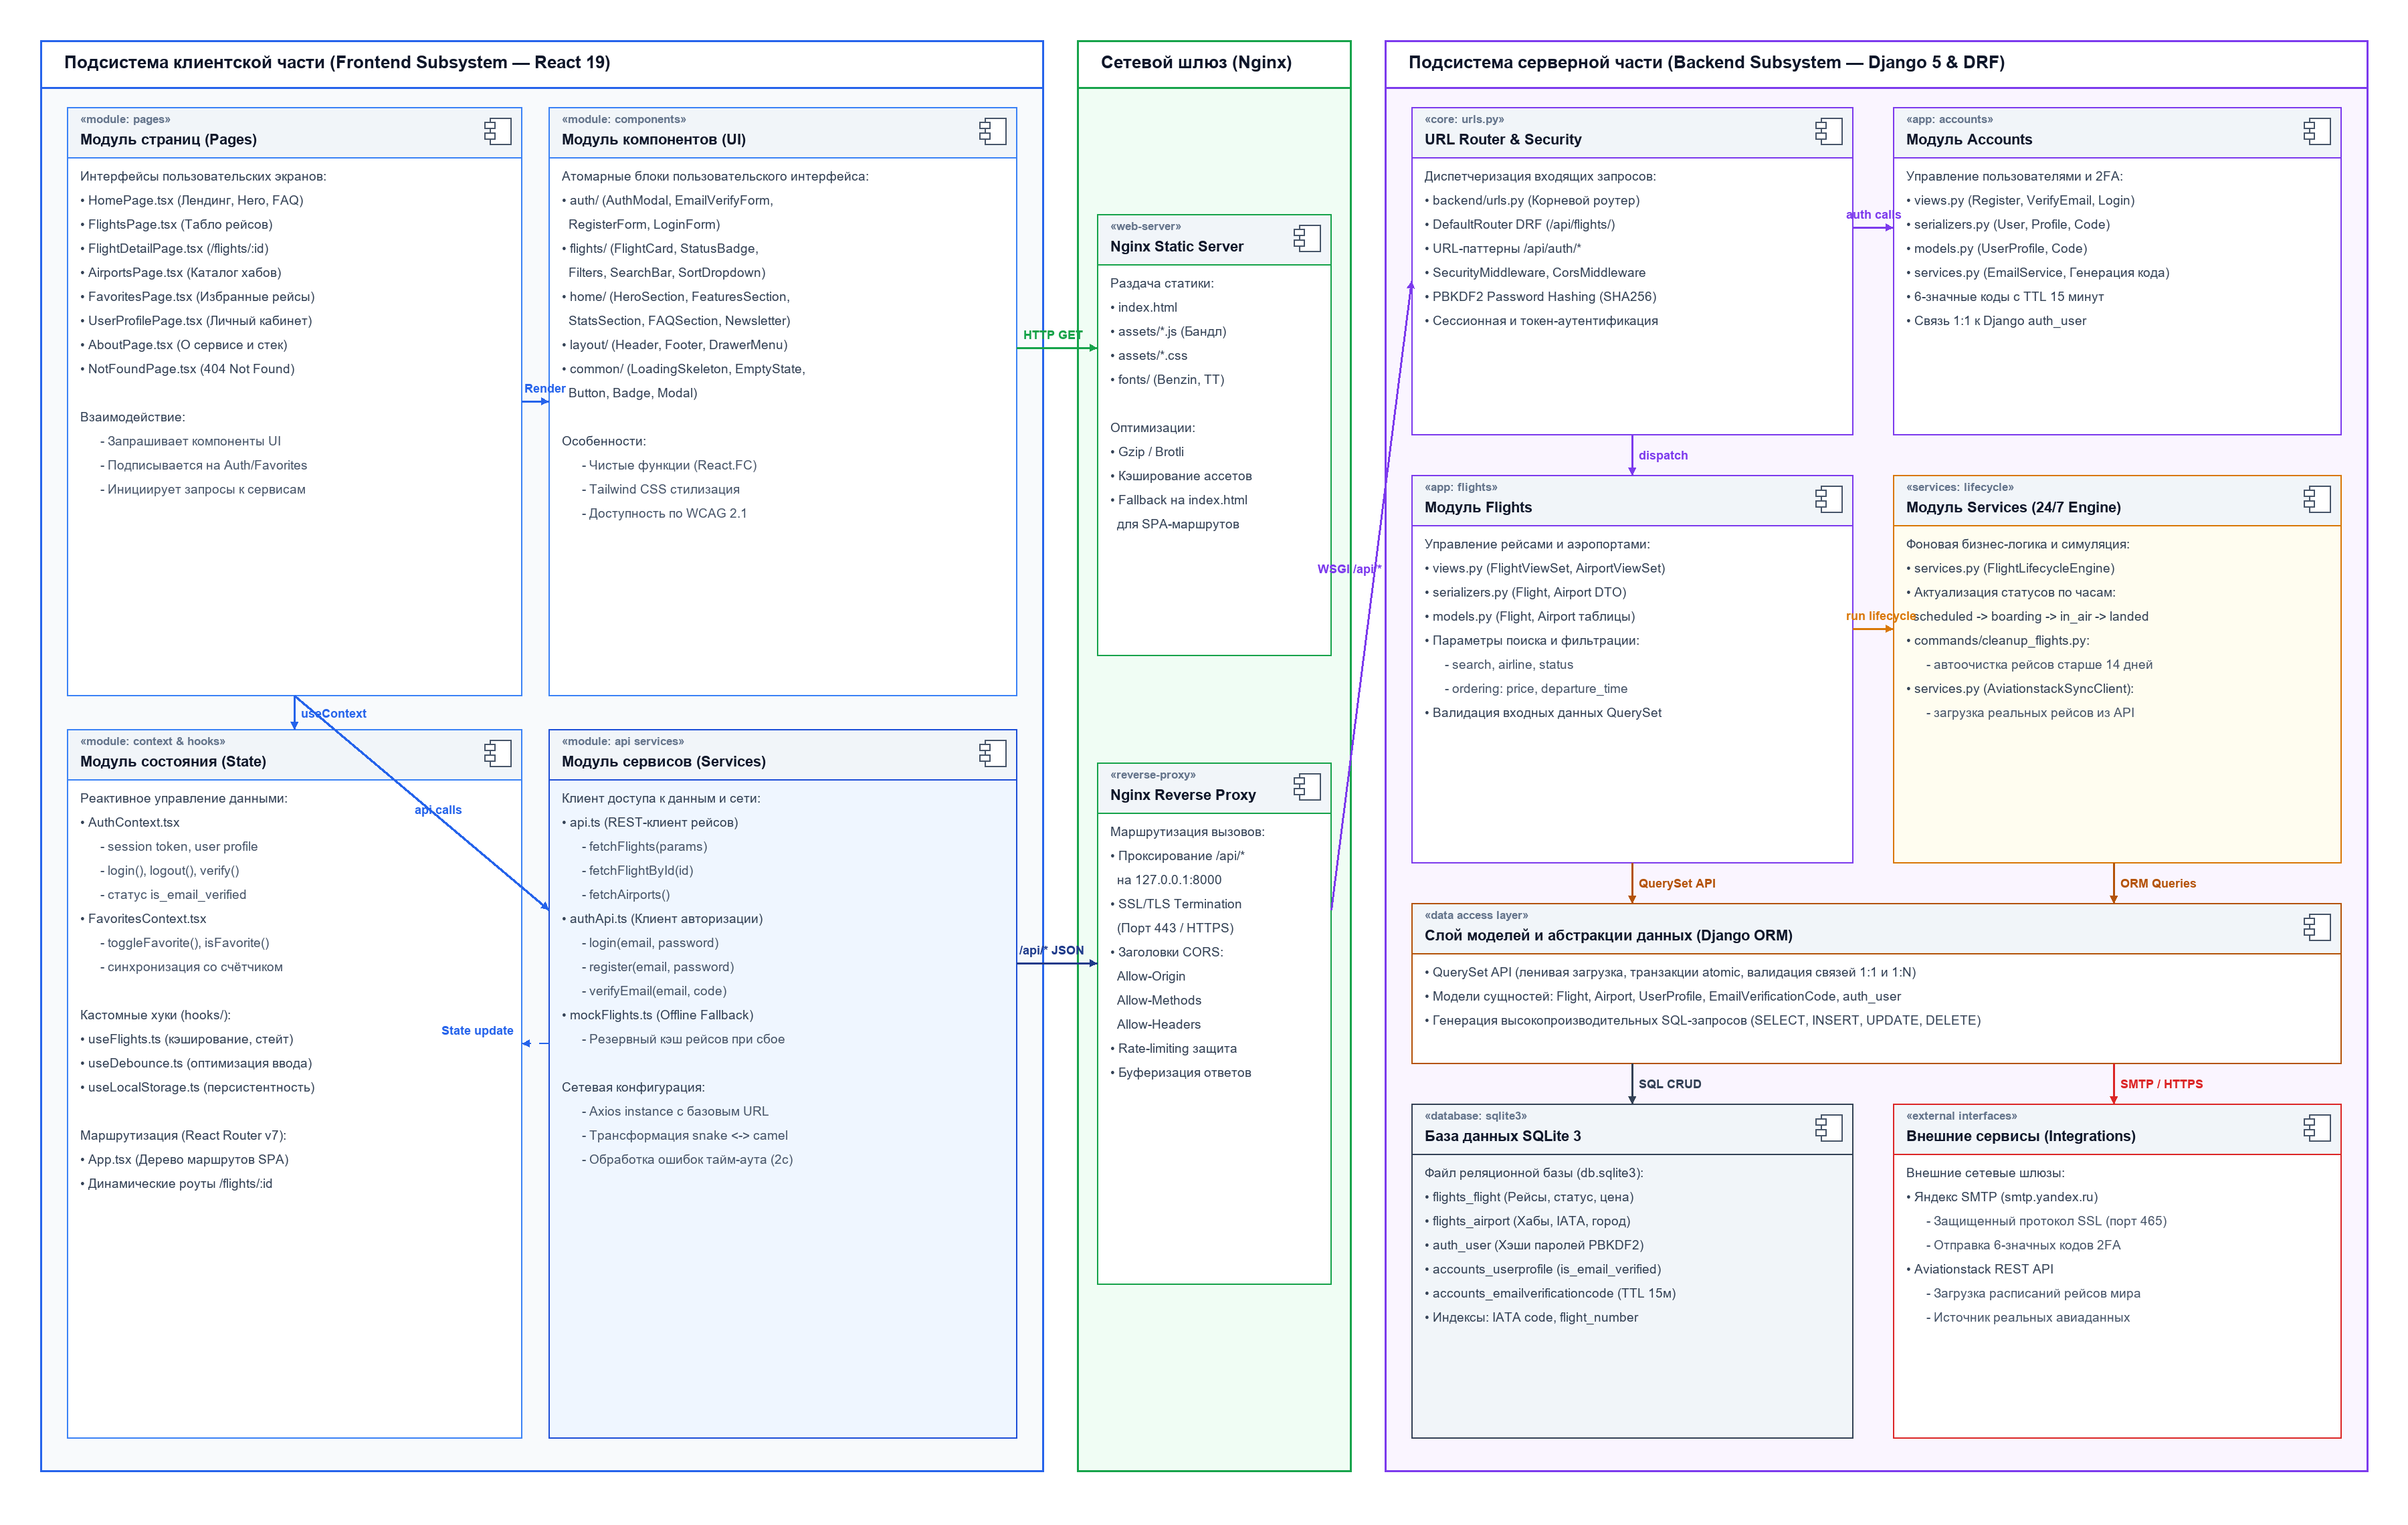 Подсистема клиентской части (Frontend Subsystem — React 19)
«module: pages»
Модуль страниц (Pages)
Интерфейсы пользовательских экранов:
• HomePage.tsx (Лендинг, Hero, FAQ)
• FlightsPage.tsx (Табло рейсов)
• FlightDetailPage.tsx (/flights/:id)
• AirportsPage.tsx (Каталог хабов)
• FavoritesPage.tsx (Избранные рейсы)
• UserProfilePage.tsx (Личный кабинет)
• AboutPage.tsx (О сервисе и стек)
• NotFoundPage.tsx (404 Not Found)
Взаимодействие:
- Запрашивает компоненты UI
- Подписывается на Auth/Favorites
- Инициирует запросы к сервисам
Render
«module: components»
Модуль компонентов (UI)
Атомарные блоки пользовательского интерфейса:
• auth/ (AuthModal, EmailVerifyForm,
RegisterForm, LoginForm)
• flights/ (FlightCard, StatusBadge,
Filters, SearchBar, SortDropdown)
• home/ (HeroSection, FeaturesSection,
StatsSection, FAQSection, Newsletter)
• layout/ (Header, Footer, DrawerMenu)
• common/ (LoadingSkeleton, EmptyState,
Button, Badge, Modal)
Особенности:
- Чистые функции (React.FC)
- Tailwind CSS стилизация
- Доступность по WCAG 2.1
useContext
api calls
«module: context & hooks»
Модуль состояния (State)
Реактивное управление данными:
• AuthContext.tsx
- session token, user profile
- login(), logout(), verify()
- статус is_email_verified
• FavoritesContext.tsx
- toggleFavorite(), isFavorite()
- синхронизация со счётчиком
Кастомные хуки (hooks/):
• useFlights.ts (кэширование, стейт)
• useDebounce.ts (оптимизация ввода)
• useLocalStorage.ts (персистентность)
Маршрутизация (React Router v7):
• App.tsx (Дерево маршрутов SPA)
• Динамические роуты /flights/:id
State update
«module: api services»
Модуль сервисов (Services)
Клиент доступа к данным и сети:
• api.ts (REST-клиент рейсов)
- fetchFlights(params)
- fetchFlightById(id)
- fetchAirports()
• authApi.ts (Клиент авторизации)
- login(email, password)
- register(email, password)
- verifyEmail(email, code)
• mockFlights.ts (Offline Fallback)
- Резервный кэш рейсов при сбое
Сетевая конфигурация:
- Axios instance с базовым URL
- Трансформация snake <-> camel
- Обработка ошибок тайм-аута (2с)
HTTP GET
/api/* JSON
Сетевой шлюз (Nginx)
«web-server»
Nginx Static Server
Раздача статики:
• index.html
• assets/*.js (Бандл)
• assets/*.css
• fonts/ (Benzin, TT)
Оптимизации:
• Gzip / Brotli
• Кэширование ассетов
• Fallback на index.html
для SPA-маршрутов
«reverse-proxy»
Nginx Reverse Proxy
Маршрутизация вызовов:
• Проксирование /api/*
на 127.0.0.1:8000
• SSL/TLS Termination
(Порт 443 / HTTPS)
• Заголовки CORS:
Allow-Origin
Allow-Methods
Allow-Headers
• Rate-limiting защита
• Буферизация ответов
WSGI /api/*
Подсистема серверной части (Backend Subsystem — Django 5 & DRF)
«core: urls.py»
URL Router & Security
Диспетчеризация входящих запросов:
• backend/urls.py (Корневой роутер)
• DefaultRouter DRF (/api/flights/)
• URL-паттерны /api/auth/*
• SecurityMiddleware, CorsMiddleware
• PBKDF2 Password Hashing (SHA256)
• Сессионная и токен-аутентификация
auth calls
«app: accounts»
Модуль Accounts
Управление пользователями и 2FA:
• views.py (Register, VerifyEmail, Login)
• serializers.py (User, Profile, Code)
• models.py (UserProfile, Code)
• services.py (EmailService, Генерация кода)
• 6-значные коды с TTL 15 минут
• Связь 1:1 к Django auth_user
dispatch
«app: flights»
Модуль Flights
Управление рейсами и аэропортами:
• views.py (FlightViewSet, AirportViewSet)
• serializers.py (Flight, Airport DTO)
• models.py (Flight, Airport таблицы)
• Параметры поиска и фильтрации:
- search, airline, status
- ordering: price, departure_time
• Валидация входных данных QuerySet
run lifecycle
«services: lifecycle»
Модуль Services (24/7 Engine)
Фоновая бизнес-логика и симуляция:
• services.py (FlightLifecycleEngine)
• Актуализация статусов по часам:
scheduled -> boarding -> in_air -> landed
• commands/cleanup_flights.py:
- автоочистка рейсов старше 14 дней
• services.py (AviationstackSyncClient):
- загрузка реальных рейсов из API
QuerySet API
ORM Queries
«data access layer»
Слой моделей и абстракции данных (Django ORM)
• QuerySet API (ленивая загрузка, транзакции atomic, валидация связей 1:1 и 1:N)
• Модели сущностей: Flight, Airport, UserProfile, EmailVerificationCode, auth_user
• Генерация высокопроизводительных SQL-запросов (SELECT, INSERT, UPDATE, DELETE)
SQL CRUD
SMTP / HTTPS
«database: sqlite3»
База данных SQLite 3
Файл реляционной базы (db.sqlite3):
• flights_flight (Рейсы, статус, цена)
• flights_airport (Хабы, IATA, город)
• auth_user (Хэши паролей PBKDF2)
• accounts_userprofile (is_email_verified)
• accounts_emailverificationcode (TTL 15м)
• Индексы: IATA code, flight_number
«external interfaces»
Внешние сервисы (Integrations)
Внешние сетевые шлюзы:
• Яндекс SMTP (smtp.yandex.ru)
- Защищенный протокол SSL (порт 465)
- Отправка 6-значных кодов 2FA
• Aviationstack REST API
- Загрузка расписаний рейсов мира
- Источник реальных авиаданных